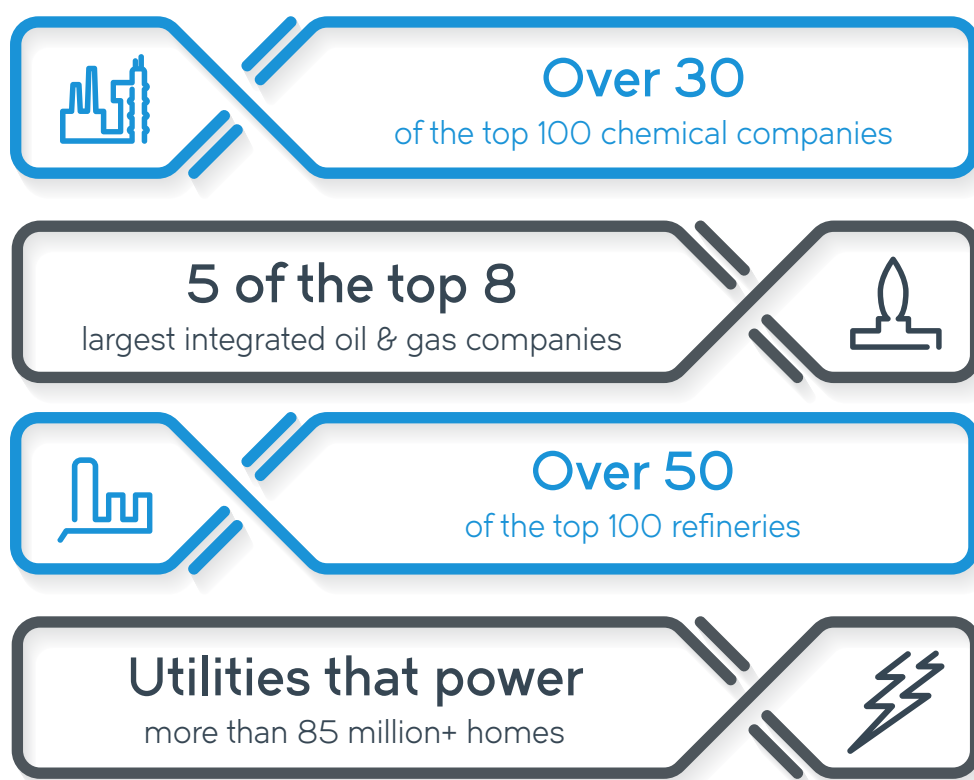 Over 30
of the top 100 chemical companies
5 of the top 8
largest integrated oil & gas companies
Over 50
of the top 100 refineries
Utilities that power
more than 85 million+ homes